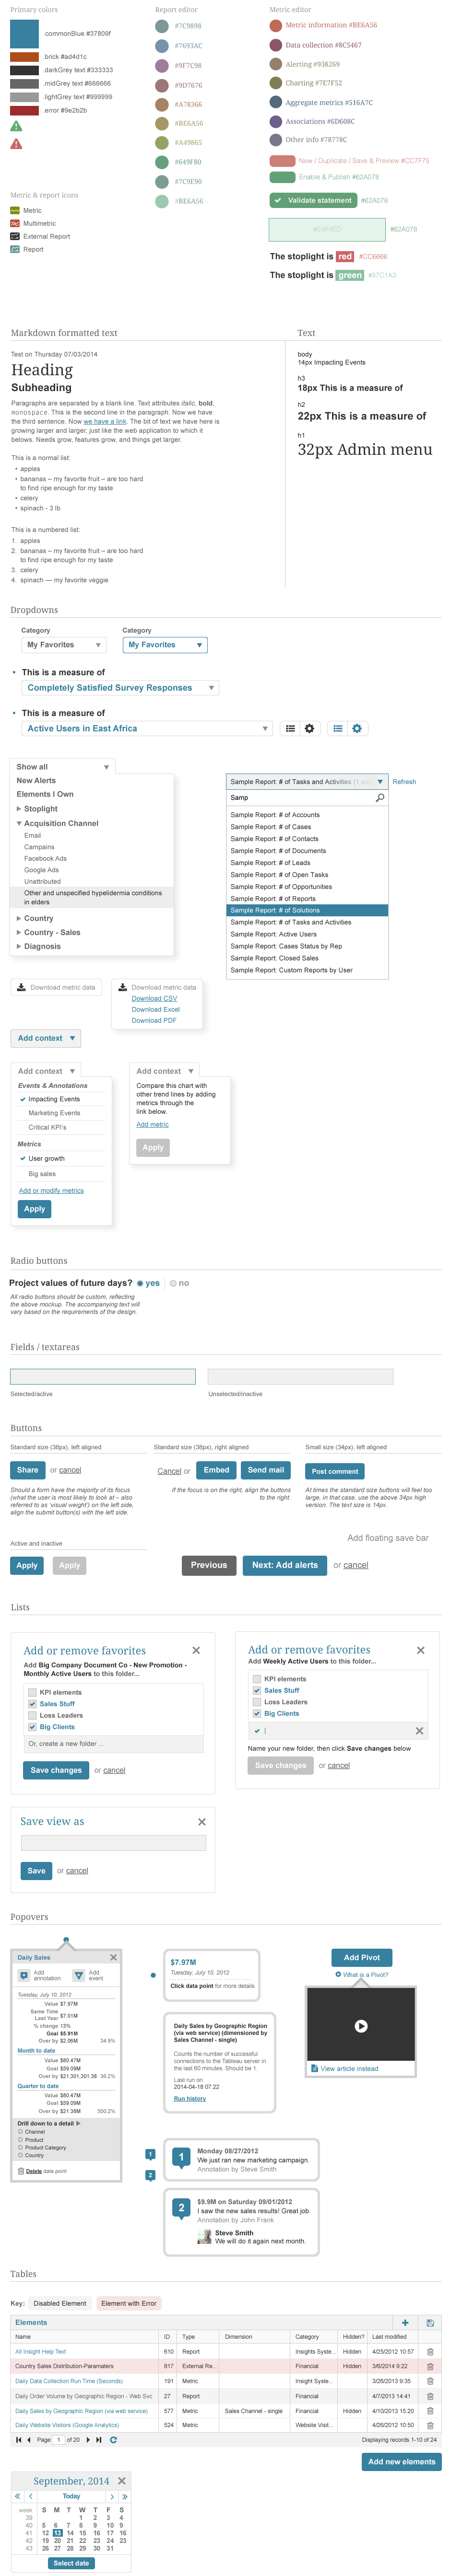 Primary colors
.commonBlue #37809f
.brick #ad4d1c
.darkGrey text #333333
.midGrey text #666666
.lightGrey text #999999
.error #9e2b2b
Metric & report icons
Metric
Multimetric
External Report
Report
Report editor
#7C9898
#7693AC
#9F7C98
#9D7676
#A78366
#BE6A56
#A49865
#649F80
#7C9E90
#BE6A56
Metric editor
Metric information #BE6A56
Data collection #8C5467
Alerting #938269
Charting #7E7F52
Aggregate metrics #516A7C
Associations #6D608C
Other info #78778C
New / Duplicate / Save & Preview #CC7F75
Enable & Publish #62A078
Validate statement #62A078
#E4F4ED #62A078
The stoplight is red #CC6666
The stoplight is green #87C1A3
Markdown formatted text
Test on Thursday 07/03/2014
Heading
Subheading
Paragraphs are separated by a blank line. Text attributes italic, bold,
monospace. This is the second line in the paragraph. Now we have
the third sentence. Now we have a link. The bit of text we have here is
growing larger and larger, just like the web application to which it
belows. Needs grow, features grow, and things get larger.
This is a normal list:
• apples
• bananas – my favorite fruit – are too hard
to find ripe enough for my taste
• celery
• spinach - 3 lb
This is a numbered list:
1. apples
2. bananas – my favorite fruit – are too hard
to find ripe enough for my taste
3. celery
4. spinach — my favorite veggie
Text
body
14px Impacting Events
h3
18px This is a measure of
h2
22px This is a measure of
h1
32px Admin menu
Dropdowns
Category
My Favorites
Category
My Favorites
• This is a measure of
Completely Satisfied Survey Responses
• This is a measure of
Active Users in East Africa
Show all
New Alerts
Elements I Own
Stoplight
Acquisition Channel
Email
Campains
Facebook Ads
Google Ads
Unattributed
Other and unspecified hypelidermia conditions
in elders
Country
Country - Sales
Diagnosis
Sample Report: # of Tasks and Activities Refresh
Samp
Sample Report: # of Accounts
Sample Report: # of Cases
Sample Report: # of Contacts
Sample Report: # of Documents
Sample Report: # of Leads
Sample Report: # of Open Tasks
Sample Report: # of Opportunities
Sample Report: # of Reports
Sample Report: # of Solutions
Sample Report: # of Tasks and Activities
Sample Report: Active Users
Sample Report: Cases Status by Rep
Sample Report: Closed Sales
Sample Report: Custom Reports by User
Download metric data
Download metric data
Download CSV
Download Excel
Download PDF
Add context
Add context
Events & Annotations
Impacting Events
Marketing Events
Critical KPI's
Metrics
User growth
Big sales
Add or modify metrics
Apply
Add context
Compare this chart with
other trend lines by adding
metrics through the
link below.
Add metric
Apply
Radio buttons
Project values of future days? yes no
All radio buttons should be custom, reflecting
the above mockup. The accompanying text will
vary based on the requirements of the design.
Fields / textareas
Selected/active
Unselected/inactive
Buttons
Standard size (38px), left aligned
Share or cancel
Should a form have the majority of its focus
(what the user is most likely to look at – also
referred to as 'visual weight') on the left side,
align the submit button(s) with the left side.
Standard size (38px), right aligned
Cancel or Embed Send mail
If the focus is on the right, align the buttons
to the right.
Small size (34px), left aligned
Post comment
At times the standard size buttons will feel too
large, in that case, use the above 34px high
version. The text size is 14px.
Active and inactive
Apply Apply
Add floating save bar
Previous Next: Add alerts or cancel
Lists
Add or remove favorites
Add Big Company Document Co - New Promotion -
Monthly Active Users to this folder...
KPI elements
Sales Stuff
Loss Leaders
Big Clients
Or, create a new folder ...
Save changes or cancel
Add or remove favorites
Add Weekly Active Users to this folder...
KPI elements
Sales Stuff
Loss Leaders
Big Clients
Name your new folder, then click Save changes below
Save changes or cancel
Save view as
Save or cancel
Popovers
Daily Sales
Add
annotation
Add
event
Tuesday, July 10, 2012
Value $7.97M
Same Time
Last Year $7.01M
% change 13%
Goal $5.91M
Over by $2.06M 34.9%
Month to date
Value $80.47M
Goal $59.09M
Over by $21,301,301.38 36.2%
Quarter to date
Value $80.47M
Goal $59.09M
Over by $21.38M 500.2%
Drill down to a detail
Channel
Product
Product Category
Country
Delete data point
$7.97M
Tuesday, July 10, 2012
Click data point for more details
Daily Sales by Geographic Region
(via web service) (dimensioned by
Sales Channel - single)
Counts the number of successful
connections to the Tableau server in
the last 60 minutes. Should be 1.
Last run on
2014-04-18 07:22
Run history
Add Pivot
What is a Pivot?
View article instead
1
2
1
Monday 08/27/2012
We just ran new marketing campaign.
Annotation by Steve Smith
2
$9.9M on Saturday 09/01/2012
I saw the new sales results! Great job.
Annotation by John Frank
Steve Smith
We will do it again next month.
Tables
Key: Disabled Element Element with Error
Elements
Name ID Type Dimension Category Hidden? Last modified
All Insight Help Text 610 Report Insights Syste... Hidden 4/25/2012 10:57
Country Sales Distribution-Paramaters 817 External Re... Financial Hidden 3/6/2014 9:22
Daily Data Collection Run Time (Seconds) 191 Metric Insight Syste... 3/26/2013 9:35
Daily Order Volume by Geographic Region - Web Svc 27 Report Financial 4/7/2013 14:41
Daily Sales by Geographic Region (via web service) 577 Metric Sales Channel - single Financial Hidden 4/10/2013 15:20
Daily Website Visitors (Google Analytics) 524 Metric Website Visit... 4/26/2012 10:50
Page 1 of 20 Displaying records 1-10 of 24
Add new elements
September, 2014
Today
week S M T W T F S
39 1 2 3 4
40 5 6 7 8 9 10 9
41 12 13 14 15 16 17 16
42 19 20 21 22 23 24 23
43 26 27 28 29 30 31
Select date